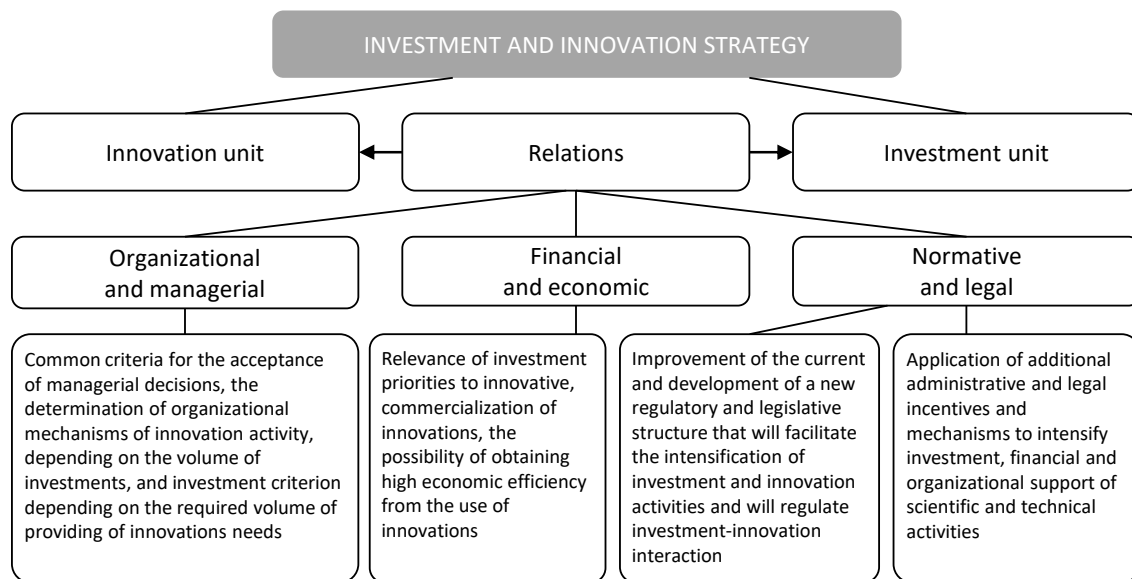 INVESTMENT AND INNOVATION STRATEGY
Innovation unit
Relations
Investment unit
Organizational
and managerial
Financial
and economic
Normative
and legal
Common criteria for the acceptance
of managerial decisions, the
determination of organizational
mechanisms of innovation activity,
depending on the volume of
investments, and investment criterion
depending on the required volume of
providing of innovations needs
Relevance of investment
priorities to innovative,
commercialization of
innovations, the
possibility of obtaining
high economic efficiency
from the use of
innovations
Improvement of the current
and development of a new
regulatory and legislative
structure that will facilitate
the intensification of
investment and innovation
activities and will regulate
investment-innovation
interaction
Application of additional
administrative and legal
incentives and
mechanisms to intensify
investment, financial and
organizational support of
scientific and technical
activities